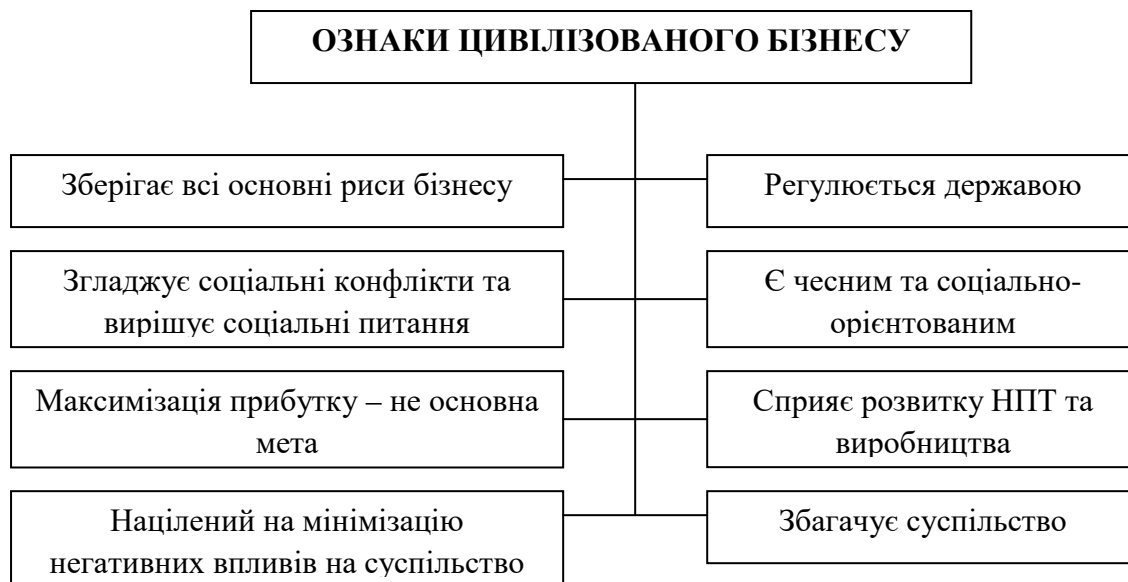 ОЗНАКИ ЦИВІЛІЗОВАНОГО БІЗНЕСУ
Зберігає всі основні риси бізнесу
Регулюється державою
Згладжує соціальні конфлікти та
вирішує соціальні питання
Є чесним та соціально-
орієнтованим
Максимізація прибутку – не основна
мета
Сприяє розвитку НПТ та
виробництва
Націлений на мінімізацію
негативних впливів на суспільство
Збагачує суспільство